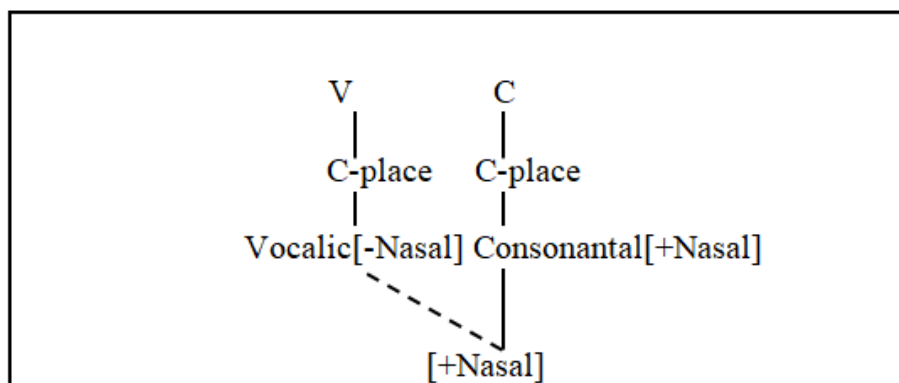 V C
C-place C-place
Vocalic[-Nasal] Consonantal[+Nasal]
[+Nasal]